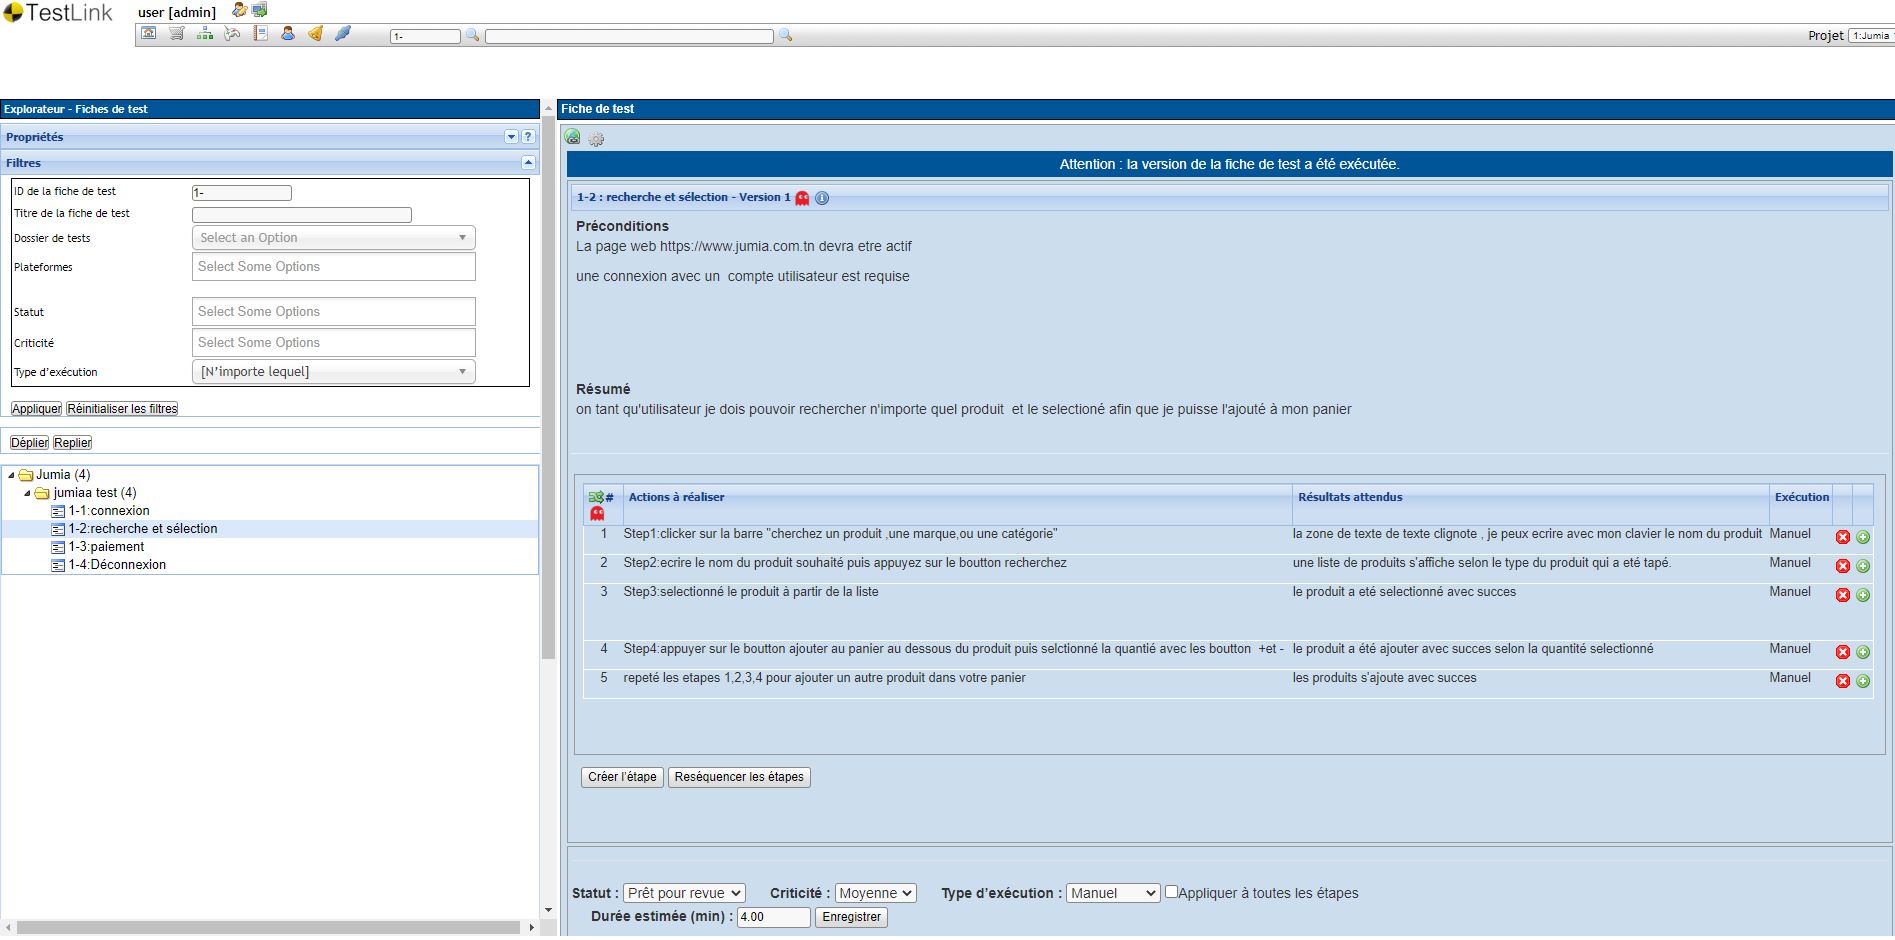 TestLink
user [admin]
1-
Projet 1:Jumia
Explorateur - Fiches de test
Propriétés
?
Filtres
ID de la fiche de test 1-
Titre de la fiche de test
Dossier de tests Select an Option
Plateformes Select Some Options
Statut Select Some Options
Criticité Select Some Options
Type d'exécution [N'importe lequel]
Appliquer Réinitialiser les filtres
Déplier Replier
Jumia (4)
jumiaa test (4)
1-1:connexion
1-2:recherche et sélection
1-3:paiement
1-4:Déconnexion
Fiche de test
Attention : la version de la fiche de test a été exécutée.
1-2 : recherche et sélection - Version 1
Préconditions
La page web https://www.jumia.com.tn devra etre actif
une connexion avec un compte utilisateur est requise
Résumé
on tant qu'utilisateur je dois pouvoir rechercher n'importe quel produit et le selectioné afin que je puisse l'ajouté à mon panier
# Actions à réaliser Résultats attendus Exécution
1 Step1:clicker sur la barre "cherchez un produit ,une marque,ou une catégorie" la zone de texte de texte clignote , je peux ecrire avec mon clavier le nom du produit Manuel
2 Step2:ecrire le nom du produit souhaité puis appuyez sur le boutton recherchez une liste de produits s'affiche selon le type du produit qui a eté tapé. Manuel
3 Step3:selectionné le produit à partir de la liste le produit a eté selectionné avec succes Manuel
4 Step4:appuyer sur le boutton ajouter au panier au dessous du produit puis selctionné la quantié avec les boutton +et - le produit a été ajouter avec succes selon la quantité selectionné Manuel
5 repeté les etapes 1,2,3,4 pour ajouter un autre produit dans votre panier les produits s'ajoute avec succes Manuel
Créer l'étape Reséquencer les étapes
Statut : Prêt pour revue Criticité : Moyenne Type d'exécution : Manuel Appliquer à toutes les étapes
Durée estimée (min) : 4.00 Enregistrer